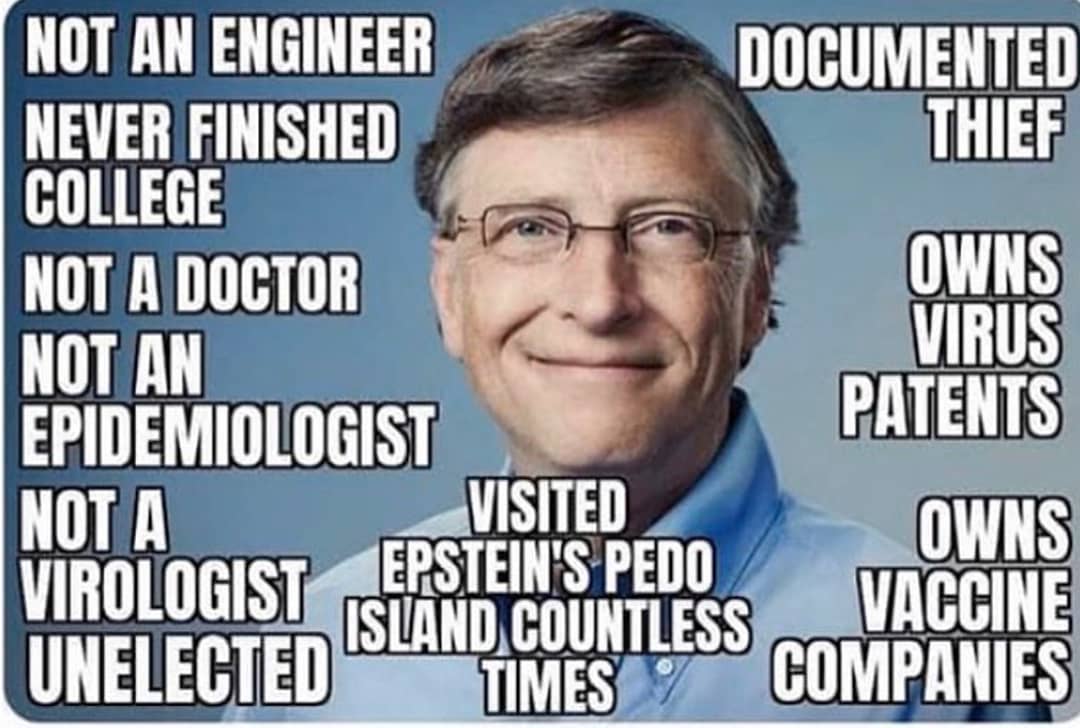 NOT AN ENGINEER
NEVER FINISHED
COLLEGE
NOT A DOCTOR
NOT AN
EPIDEMIOLOGIST
NOT A
VIROLOGIST
UNELECTED
VISITED
EPSTEIN'S PEDO
ISLAND COUNTLESS
TIMES
DOCUMENTED
THIEF
OWNS
VIRUS
PATENTS
OWNS
VACCINE
COMPANIES